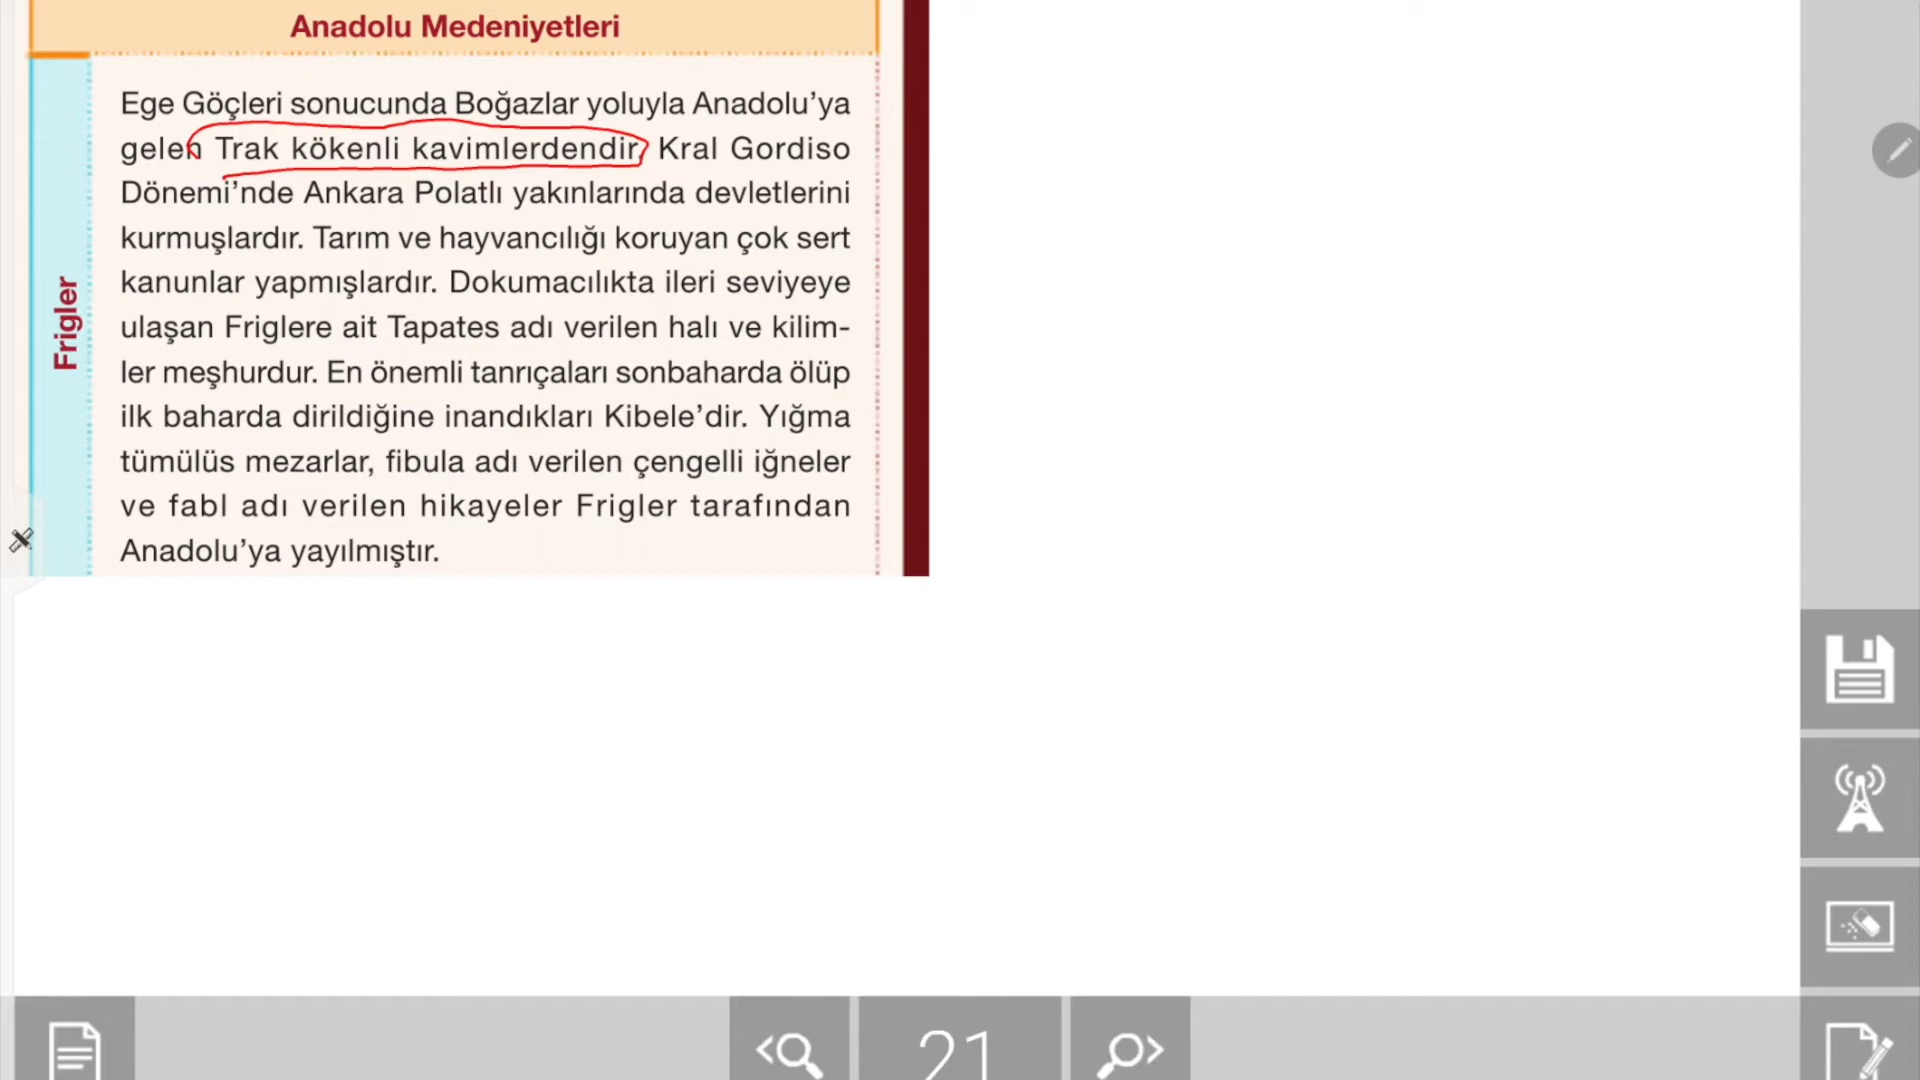 Anadolu Medeniyetleri
Frigler
Ege Göçleri sonucunda Boğazlar yoluyla Anadolu’ya
gelen Trak kökenli kavimlerdendir. Kral Gordiso
Dönemi’nde Ankara Polatlı yakınlarında devletlerini
kurmuşlardır. Tarım ve hayvancılığı koruyan çok sert
kanunlar yapmışlardır. Dokumacılıkta ileri seviyeye
ulaşan Friglere ait Tapates adı verilen halı ve kilim-
ler meşhurdur. En önemli tanrıçaları sonbaharda ölüp
ilk baharda dirildiğine inandıkları Kibele’dir. Yığma
tümülüs mezarlar, fibula adı verilen çengelli iğneler
ve fabl adı verilen hikayeler Frigler tarafından
Anadolu’ya yayılmıştır.
21